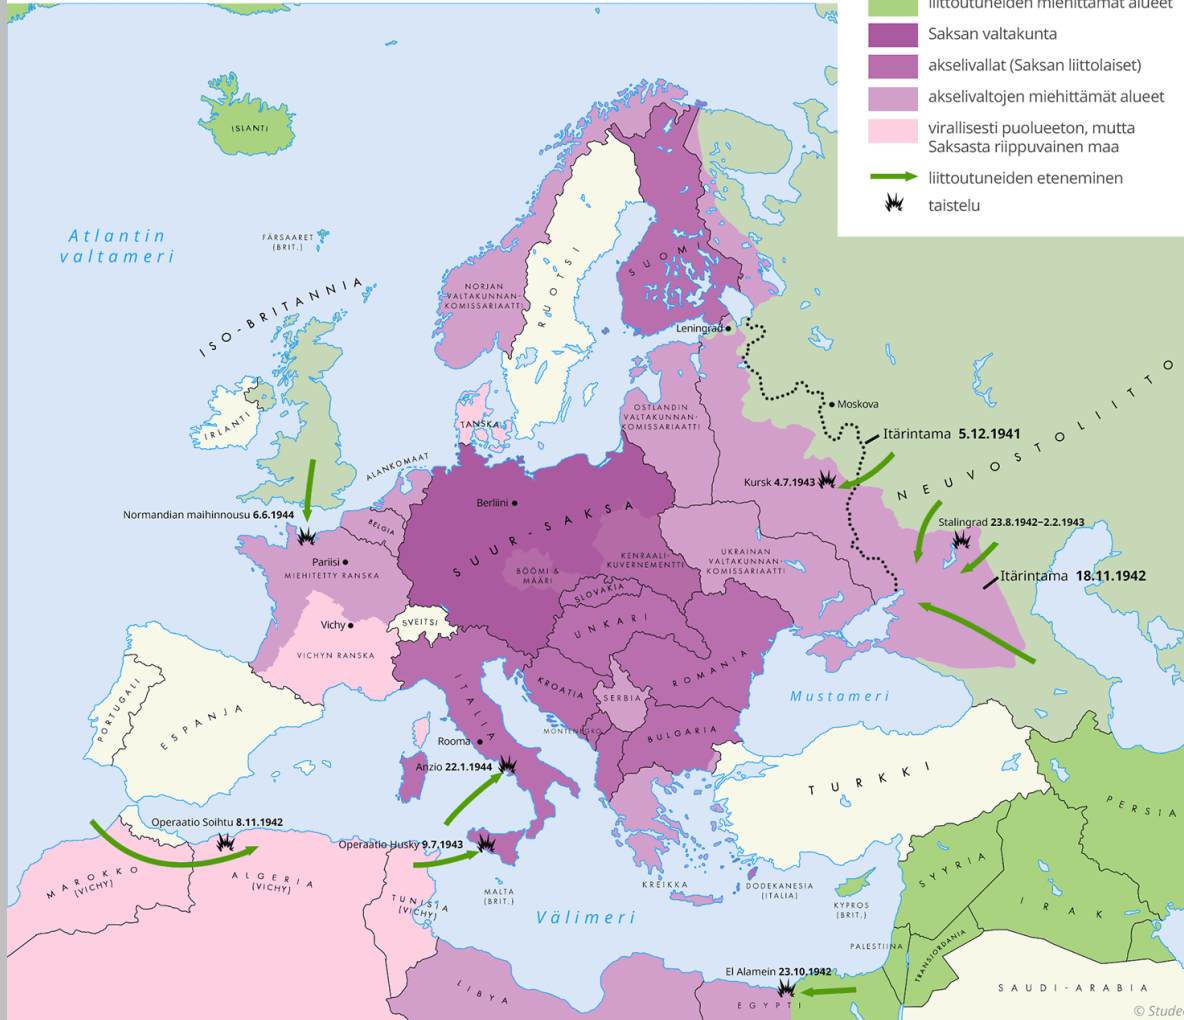 liittoutuneiden miehittämät alueet
Saksan valtakunta
akselivallat (Saksan liittolaiset)
akselivaltojen miehittämät alueet
virallisesti puolueeton, mutta
Saksasta riippuvainen maa
liittoutuneiden eteneminen
taistelu
ISLANTI
Atlantin
valtameri
FÄRSAARET
(BRIT.)
ISO-BRITANNIA
NORJAN
VALTAKUNNAN-
KOMISSARIAATTI
RUOTSI
SUOMI
Leningrad
Moskova
NEUVOSTOLIITTO
IRLANTI
TANSKA
OSTLANDIN
VALTAKUNNAN-
KOMISSARIAATTI
Itärintama 5.12.1941
ALANKOMAAT
Kursk 4.7.1943
Berliini
SUUR-SAKSA
Normandian maihinnousu 6.6.1944
BELGIA
Stalingrad 23.8.1942–2.2.1943
Pariisi
MIEHITETTY RANSKA
BÖÖMI &
MÄÄRI
KENRAALI-
KUVERNEMENTTI
UKRAINAN
VALTAKUNNAN-
KOMISSARIAATTI
Itärintama 18.11.1942
SLOVAKIA
Vichy
SVEITSI
UNKARI
VICHYN RANSKA
ROMANIA
KROATIA
SERBIA
Mustameri
PORTUGALI
ESPANJA
ITALIA
MONTENEGRO
BULGARIA
Rooma
Anzio 22.1.1944
TURKKI
PERSIA
Operaatio Soihtu 8.11.1942
Operaatio Husky 9.7.1943
MAROKKO
(VICHY)
ALGERIA
(VICHY)
TUNISIA
(VICHY)
MALTA
(BRIT.)
KREIKKA
DODEKANESIA
(ITALIA)
KYPROS
(BRIT.)
SYYRIA
IRAK
Välimeri
PALESTIINA
TRANSJORDANIA
El Alamein 23.10.1942
LIBYA
EGYPTI
SAUDI-ARABIA